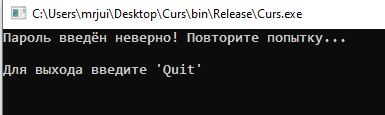 C:\Users\mrjui\Desktop\Curs\bin\Release\Curs.exe
Пароль введён неверно! Повторите попытку...
Для выхода введите 'Quit'